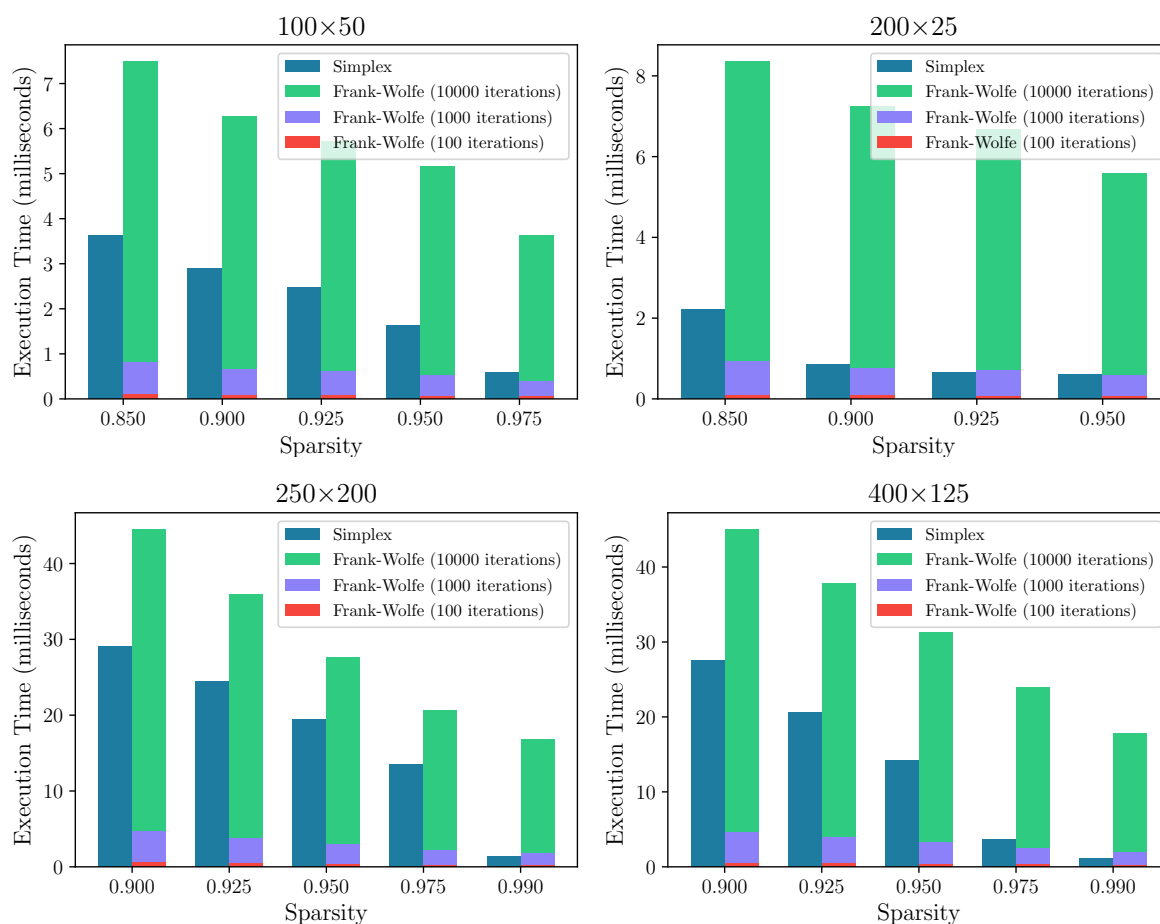 100×50
Execution Time (milliseconds)
7
6
5
4
3
2
1
0
Simplex
Frank-Wolfe (10000 iterations)
Frank-Wolfe (1000 iterations)
Frank-Wolfe (100 iterations)
0.850 0.900 0.925 0.950 0.975
Sparsity
200×25
Execution Time (milliseconds)
8
6
4
2
0
Simplex
Frank-Wolfe (10000 iterations)
Frank-Wolfe (1000 iterations)
Frank-Wolfe (100 iterations)
0.850 0.900 0.925 0.950
Sparsity
250×200
Execution Time (milliseconds)
40
30
20
10
0
Simplex
Frank-Wolfe (10000 iterations)
Frank-Wolfe (1000 iterations)
Frank-Wolfe (100 iterations)
0.900 0.925 0.950 0.975 0.990
Sparsity
400×125
Execution Time (milliseconds)
40
30
20
10
0
Simplex
Frank-Wolfe (10000 iterations)
Frank-Wolfe (1000 iterations)
Frank-Wolfe (100 iterations)
0.900 0.925 0.950 0.975 0.990
Sparsity